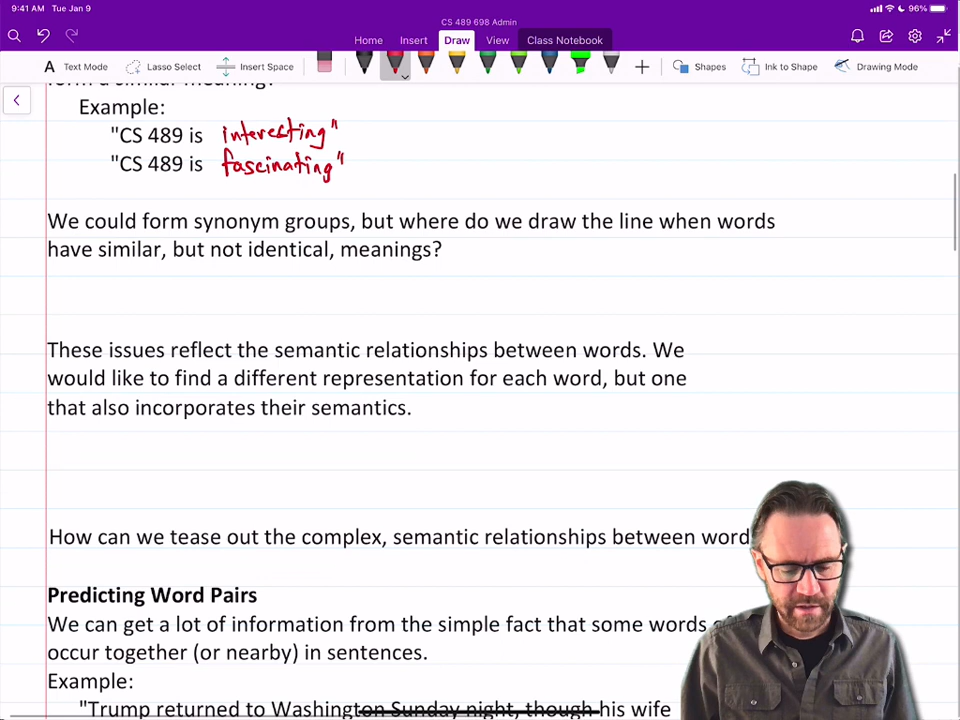 9:41 AM Tue Jan 9
96%
CS 489 698 Admin
Home Insert Draw View Class Notebook
A Text Mode Lasso Select Insert Space Shapes Ink to Shape Drawing Mode
form a similar meaning.
Example:
"CS 489 is interesting"
"CS 489 is fascinating"
We could form synonym groups, but where do we draw the line when words
have similar, but not identical, meanings?
These issues reflect the semantic relationships between words. We
would like to find a different representation for each word, but one
that also incorporates their semantics.
How can we tease out the complex, semantic relationships between word
Predicting Word Pairs
We can get a lot of information from the simple fact that some words
occur together (or nearby) in sentences.
Example:
"Trump returned to Washington Sunday night, though his wife